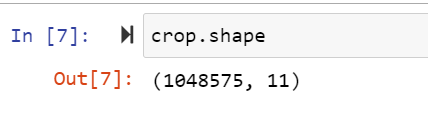 In [7]: crop.shape
Out[7]: (1048575, 11)